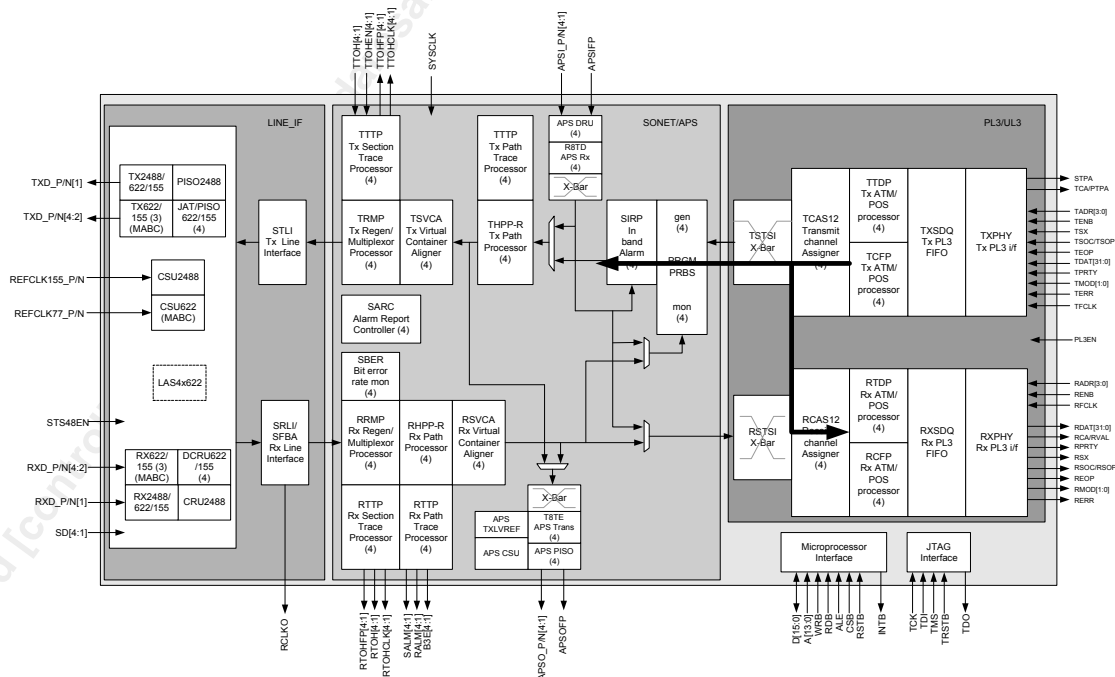 TTOH[4:1]
TTOHEN[4:1]
TTOHFP[4:1]
TTOHCLK[4:1]
SYSCLK
APSI_P/N[4:1]
APSIFP
LINE_IF
SONET/APS
PL3/UL3
TXD_P/N[1]
TXD_P/N[4:2]
REFCLK155_P/N
REFCLK77_P/N
STS48EN
RXD_P/N[4:2]
RXD_P/N[1]
SD[4:1]
TX2488/
622/155
PISO2488
TX622/
155 (3)
(MABC)
JAT/PISO
622/155
(4)
CSU2488
CSU622
(MABC)
LAS4x622
RX622/
155 (3)
(MABC)
DCRU622
/155
(4)
RX2488/
622/155
CRU2488
STLI
Tx Line
Interface
SRLI/
SFBA
Rx Line
Interface
TTTP
Tx Section
Trace
Processor
(4)
TRMP
Tx Regen/
Multiplexor
Processor
(4)
TSVCA
Tx Virtual
Container
Aligner
(4)
TTTP
Tx Path
Trace
Processor
(4)
THPP-R
Tx Path
Processor
(4)
APS DRU
(4)
R8TD
APS Rx
(4)
X-Bar
SIRP
In
band
Alarm
(4)
gen
(4)
PRGM
PRBS
mon
(4)
SARC
Alarm Report
Controller (4)
SBER
Bit error
rate mon
(4)
RRMP
Rx Regen/
Multiplexor
Processor
(4)
RHPP-R
Rx Path
Processor
(4)
RSVCA
Rx Virtual
Container
Aligner
(4)
RTTP
Rx Section
Trace
Processor
(4)
RTTP
Rx Path
Trace
Processor
(4)
X-Bar
APS
TXLVREF
T8TE
APS Trans
(4)
APS CSU
APS PISO
(4)
TSTSI
X-Bar
TCAS12
Transmit
channel
Assigner
(4)
TTDP
Tx ATM/
POS
processor
(4)
TCFP
Tx ATM/
POS
processor
(4)
TXSDQ
Tx PL3
FIFO
TXPHY
Tx PL3 i/f
RSTSI
X-Bar
RCAS12
channel
Assigner
(4)
RTDP
Rx ATM/
POS
processor
(4)
RCFP
Rx ATM/
POS
processor
(4)
RXSDQ
Rx PL3
FIFO
RXPHY
Rx PL3 i/f
STPA
TCA/PTPA
TADR[3:0]
TENB
TSX
TSOC/TSOP
TEOP
TDAT[31:0]
TPRTY
TMOD[1:0]
TERR
TFCLK
PL3EN
RADR[3:0]
RENB
RFCLK
RDAT[31:0]
RCA/RVAL
RPRTY
RSX
RSOC/RSOP
REOP
RMOD[1:0]
RERR
Microprocessor
Interface
JTAG
Interface
RCLKO
RTOHFP[4:1]
RTOH[4:1]
RTOHCLK[4:1]
SALM[4:1]
RALM[4:1]
B3E[4:1]
APSO_P/N[4:1]
APSOFP
D[15:0]
A[13:0]
WRB
RDB
ALE
CSB
RSTB
INTB
TCK
TDI
TMS
TRSTB
TDO